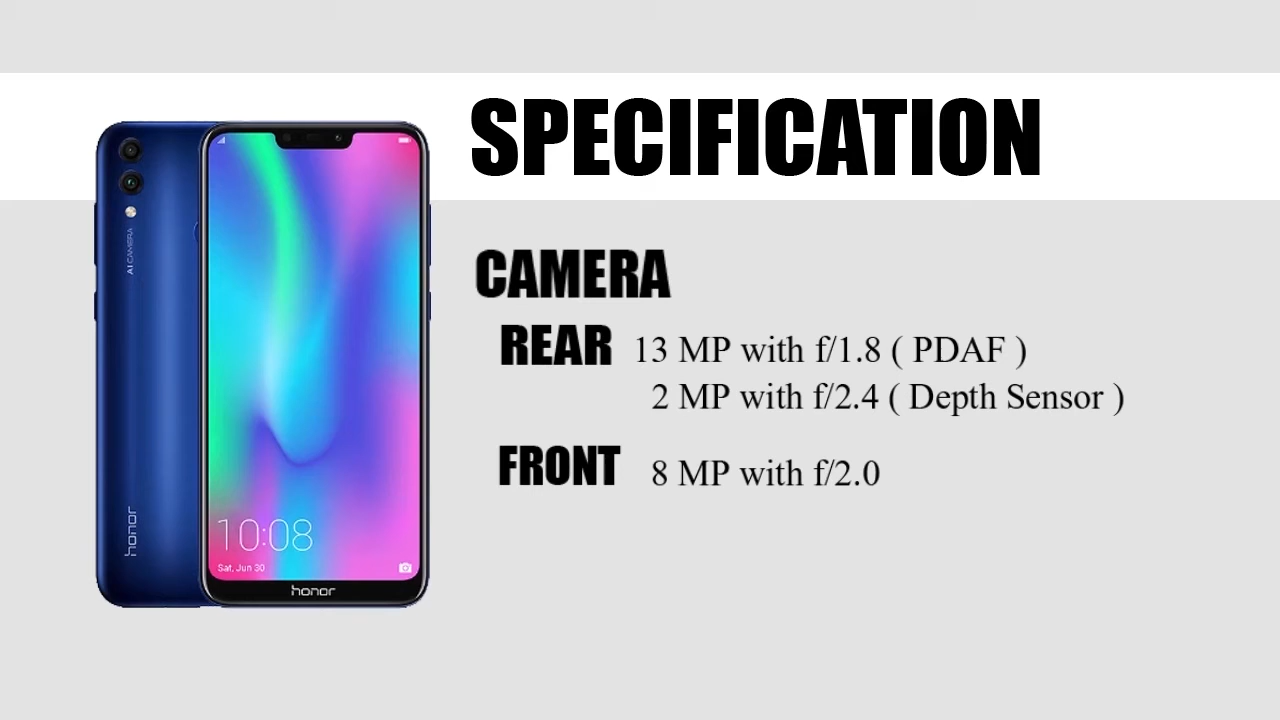 SPECIFICATION
CAMERA
REAR 13 MP with f/1.8 ( PDAF )
2 MP with f/2.4 ( Depth Sensor )
FRONT 8 MP with f/2.0
AI CAMERA
honor
10:08
Sat, Jun 30
honor